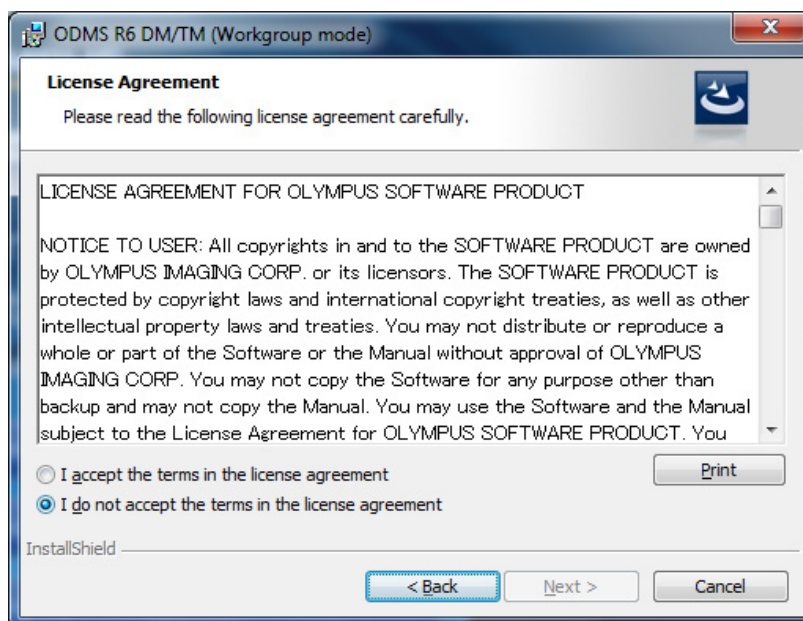 ODMS R6 DM/TM (Workgroup mode)
License Agreement
Please read the following license agreement carefully.
LICENSE AGREEMENT FOR OLYMPUS SOFTWARE PRODUCT
NOTICE TO USER: All copyrights in and to the SOFTWARE PRODUCT are owned
by OLYMPUS IMAGING CORP. or its licensors. The SOFTWARE PRODUCT is
protected by copyright laws and international copyright treaties, as well as other
intellectual property laws and treaties. You may not distribute or reproduce a
whole or part of the Software or the Manual without approval of OLYMPUS
IMAGING CORP. You may not copy the Software for any purpose other than
backup and may not copy the Manual. You may use the Software and the Manual
subject to the License Agreement for OLYMPUS SOFTWARE PRODUCT. You
I accept the terms in the license agreement
Print
I do not accept the terms in the license agreement
InstallShield
< Back
Next >
Cancel